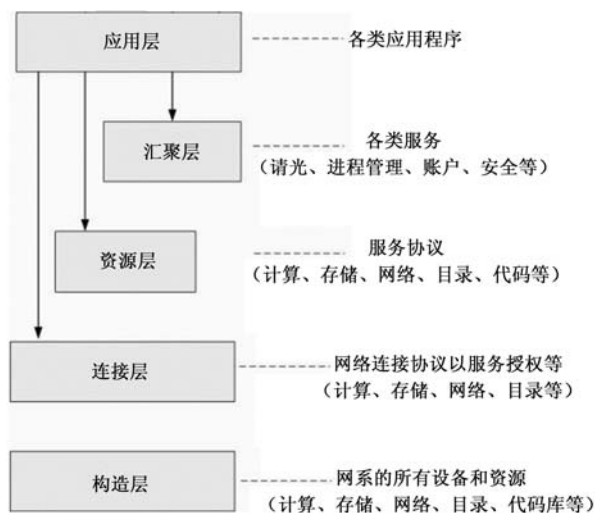 应用层
各类应用程序
汇聚层
各类服务
（请光、进程管理、账户、安全等）
资源层
服务协议
（计算、存储、网络、目录、代码等）
连接层
网络连接协议以服务授权等
（计算、存储、网络、目录等）
构造层
网系的所有设备和资源
（计算、存储、网络、目录、代码库等）